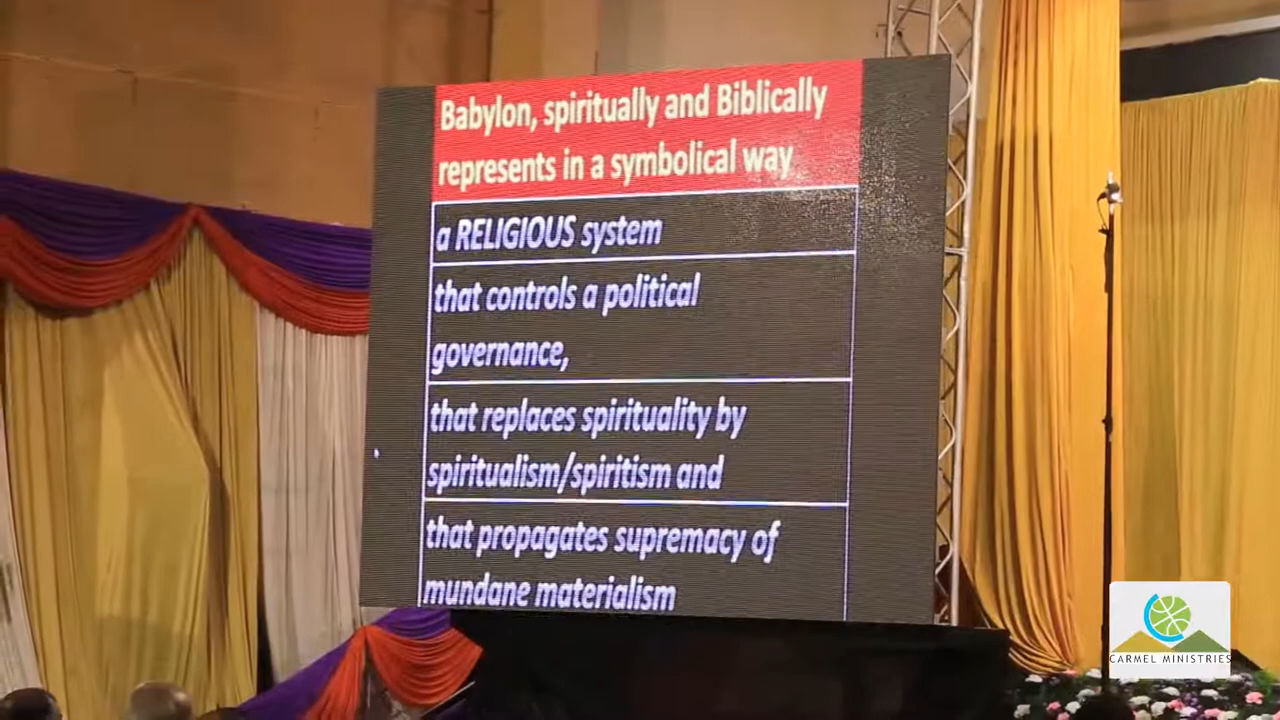 Babylon, spiritually and Biblically
represents in a symbolical way
a RELIGIOUS system
that controls a political
governance,
that replaces spirituality by
spiritualism/spiritism and
that propagates supremacy of
mundane materialism
CARMEL MINISTRIES